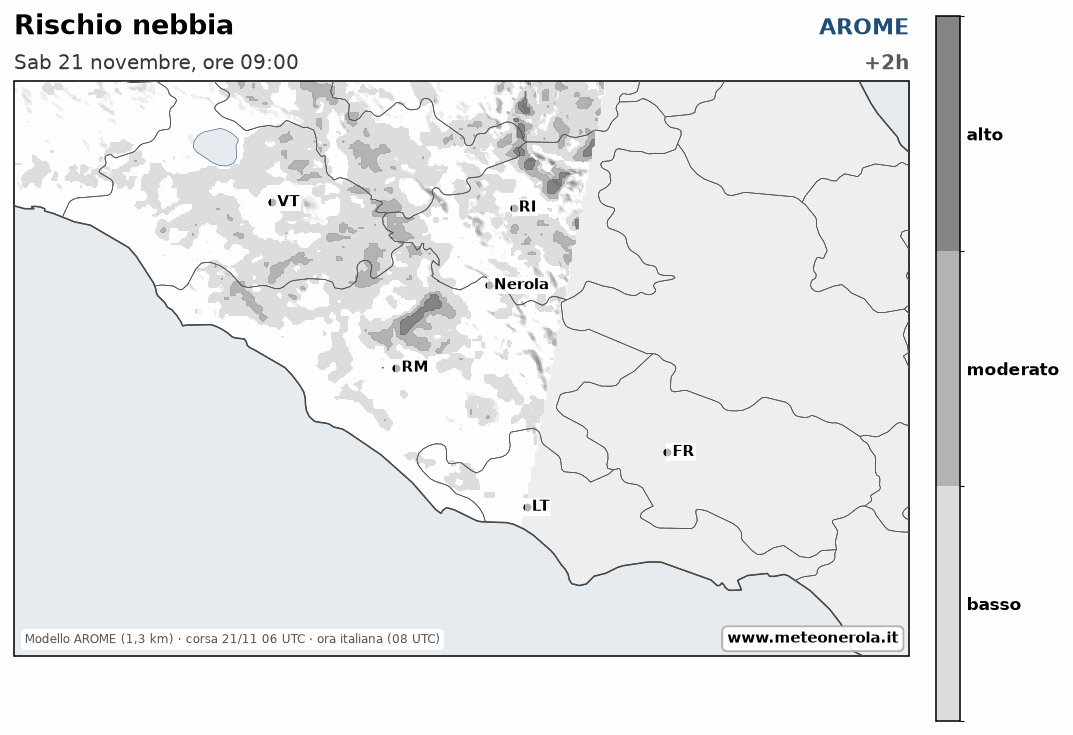 Rischio nebbia
AROME
Sab 21 novembre, ore 09:00
+2h
alto
moderato
basso
VT
RI
Nerola
RM
FR
LT
Modello AROME (1,3 km) · corsa 21/11 06 UTC · ora italiana (08 UTC)
www.meteonerola.it